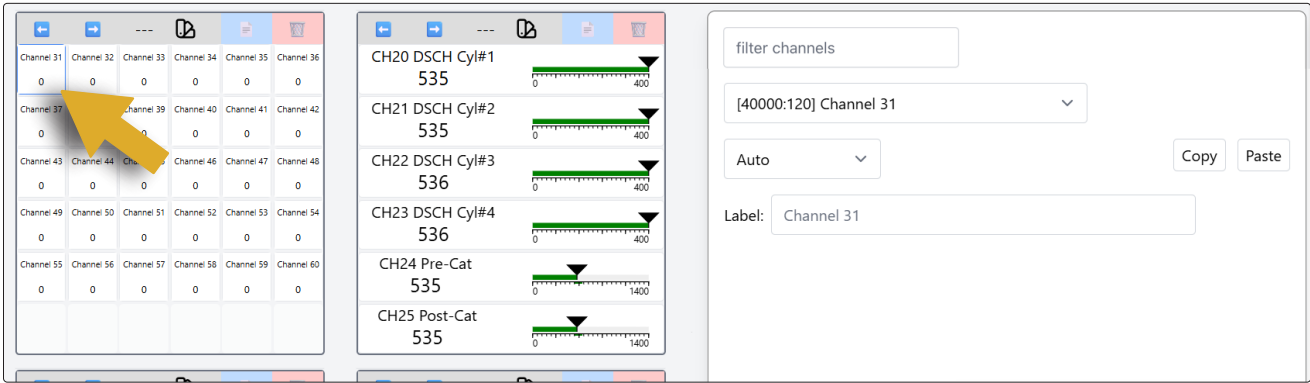 ---
---
Channel 31 Channel 32 Channel 33 Channel 34 Channel 35 Channel 36
0 0 0 0 0 0
Channel 37 Channel 39 Channel 40 Channel 41 Channel 42
0 0 0 0
Channel 43 Channel 44 Channel 46 Channel 47 Channel 48
0 0 0 0 0 0
Channel 49 Channel 50 Channel 51 Channel 52 Channel 53 Channel 54
0 0 0 0 0 0
Channel 55 Channel 56 Channel 57 Channel 58 Channel 59 Channel 60
0 0 0 0 0 0
CH20 DSCH Cyl#1
535
0 400
CH21 DSCH Cyl#2
535
0 400
CH22 DSCH Cyl#3
536
0 400
CH23 DSCH Cyl#4
536
0 400
CH24 Pre-Cat
535
0 1400
CH25 Post-Cat
535
0 1400
filter channels
[40000:120] Channel 31
Auto
Copy Paste
Label: Channel 31